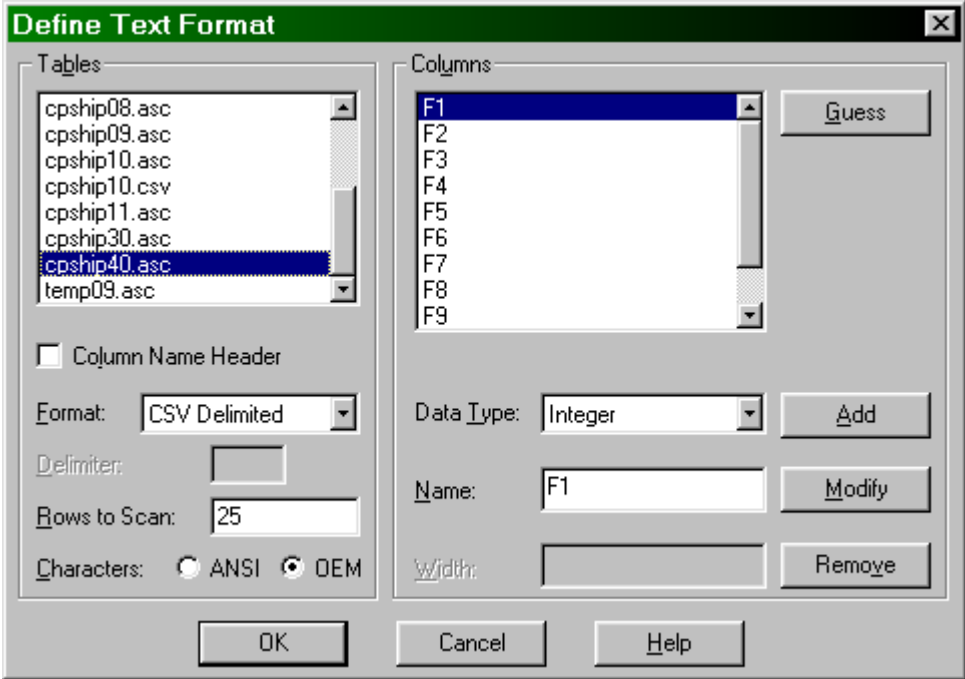 Define Text Format
Tables
cpship08.asc
cpship09.asc
cpship10.asc
cpship10.csv
cpship11.asc
cpship30.asc
cpship40.asc
temp09.asc
Column Name Header
Format: CSV Delimited
Delimiter:
Rows to Scan: 25
Characters: ANSI OEM
Columns
F1
F2
F3
F4
F5
F6
F7
F8
F9
Guess
Data Type: Integer
Add
Name: F1
Modify
Width:
Remove
OK Cancel Help